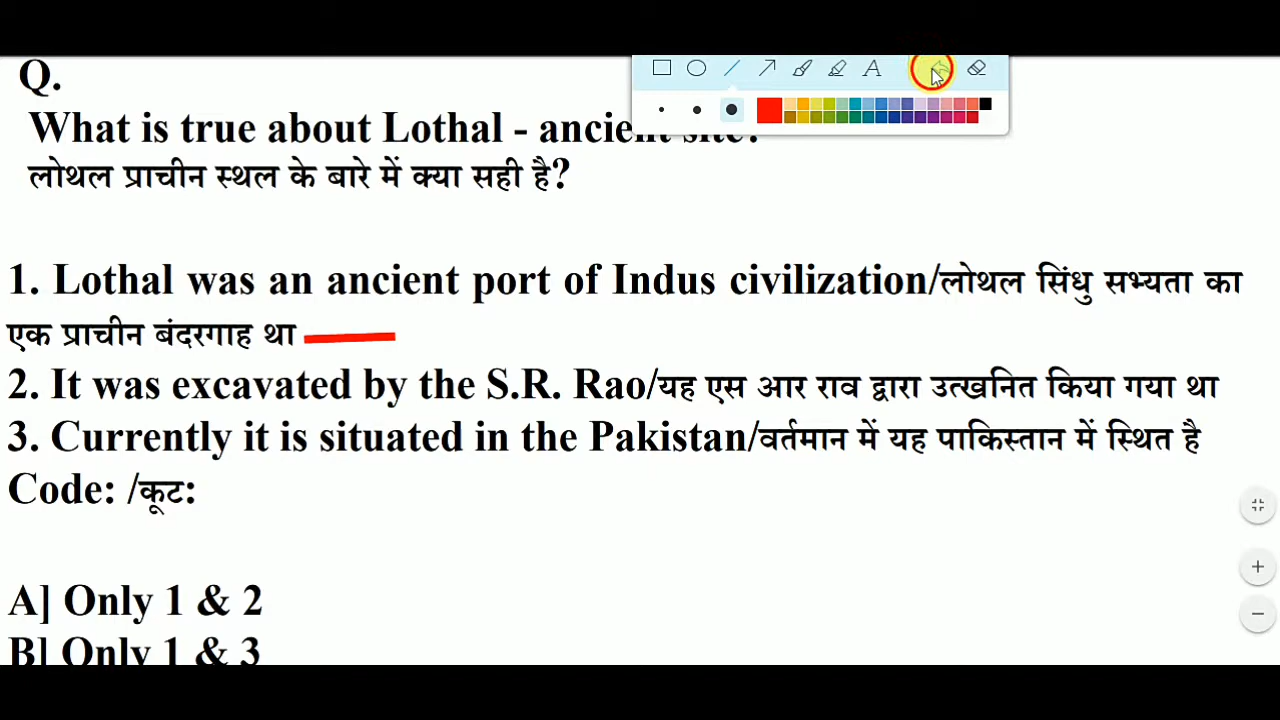 Q.
What is true about Lothal - ancient site?
लोथल प्राचीन स्थल के बारे में क्या सही है?
1. Lothal was an ancient port of Indus civilization/लोथल सिंधु सभ्यता का
एक प्राचीन बंदरगाह था
2. It was excavated by the S.R. Rao/यह एस आर राव द्वारा उत्खनित किया गया था
3. Currently it is situated in the Pakistan/वर्तमान में यह पाकिस्तान में स्थित है
Code: /कूट:
A] Only 1 & 2
B] Only 1 & 3